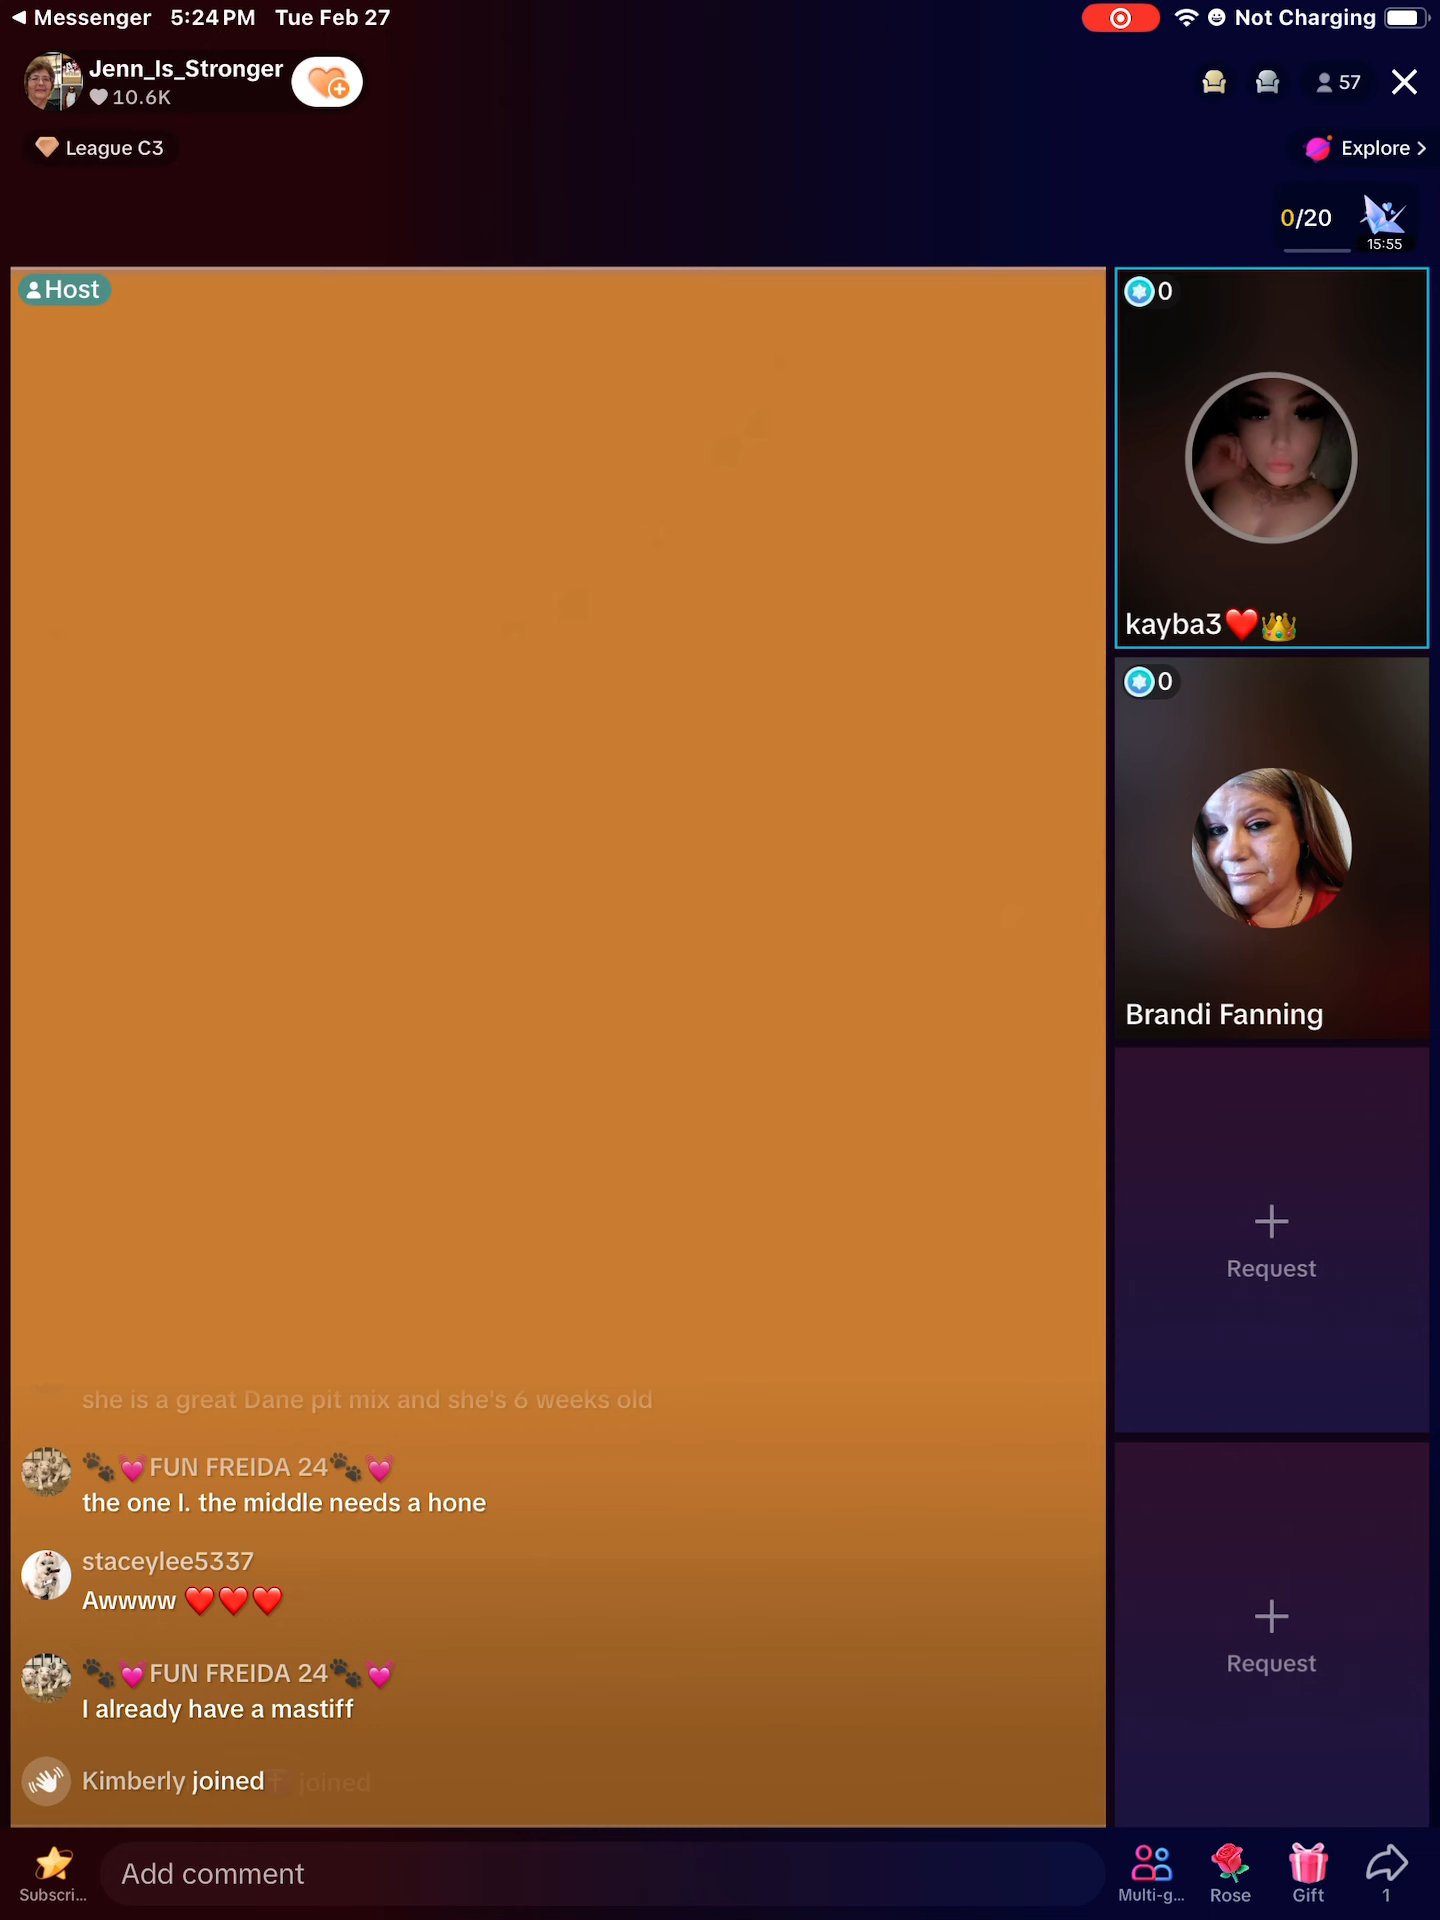 Messenger 5:24 PM Tue Feb 27 Not Charging
Jenn_Is_Stronger
10.6K
57
League C3
Explore >
0/20
15:55
Host
0
kayba3❤️👑
0
Brandi Fanning
+
Request
+
Request
she is a great Dane pit mix and she's 6 weeks old
🐾💓FUN FREIDA 24🐾💓
the one I. the middle needs a hone
staceylee5337
Awwww ❤️❤️❤️
🐾💓FUN FREIDA 24🐾💓
I already have a mastiff
Kimberly joined
joined
Subscri...
Add comment
Multi-g...
Rose
Gift
1